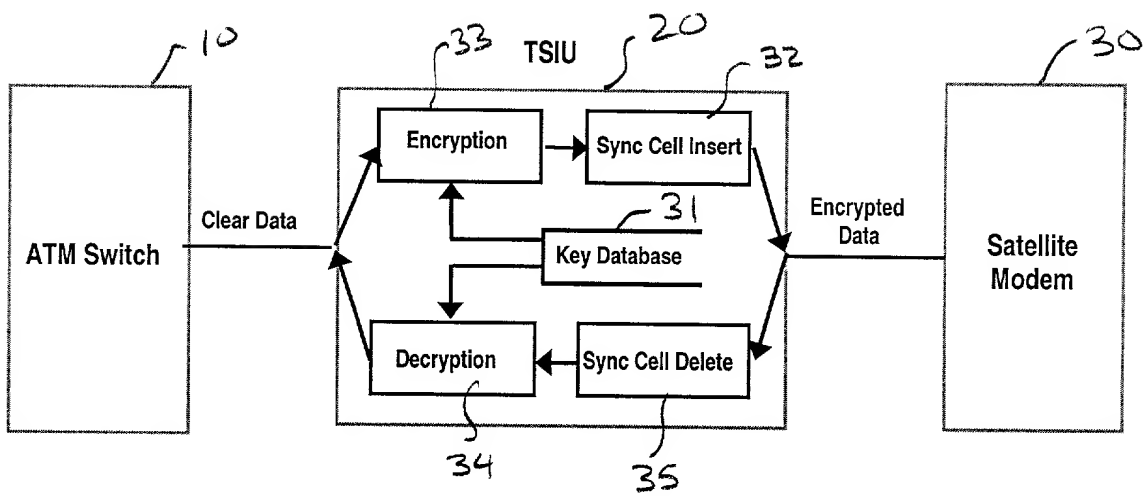 10
33
TSIU
20
32
30
Encryption
Sync Cell Insert
31
Clear Data
Encrypted
Data
ATM Switch
Key Database
Satellite
Modem
Decryption
Sync Cell Delete
34
35